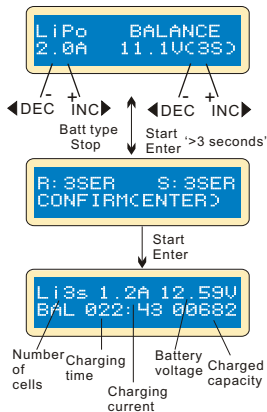 LiPo BALANCE
2.0A 11.1V(3S)
- +
◀DEC INC▶
- +
◀DEC INC▶
Batt type
Stop
Start
Enter
'>3 seconds'
R:3SER S:3SER
CONFIRM(ENTER)
Start
Enter
Li3s 1.2A 12.59V
BAL 022:43 00682
Number
of
cells
Charging
time
Charging
current
Battery
voltage
Charged
capacity